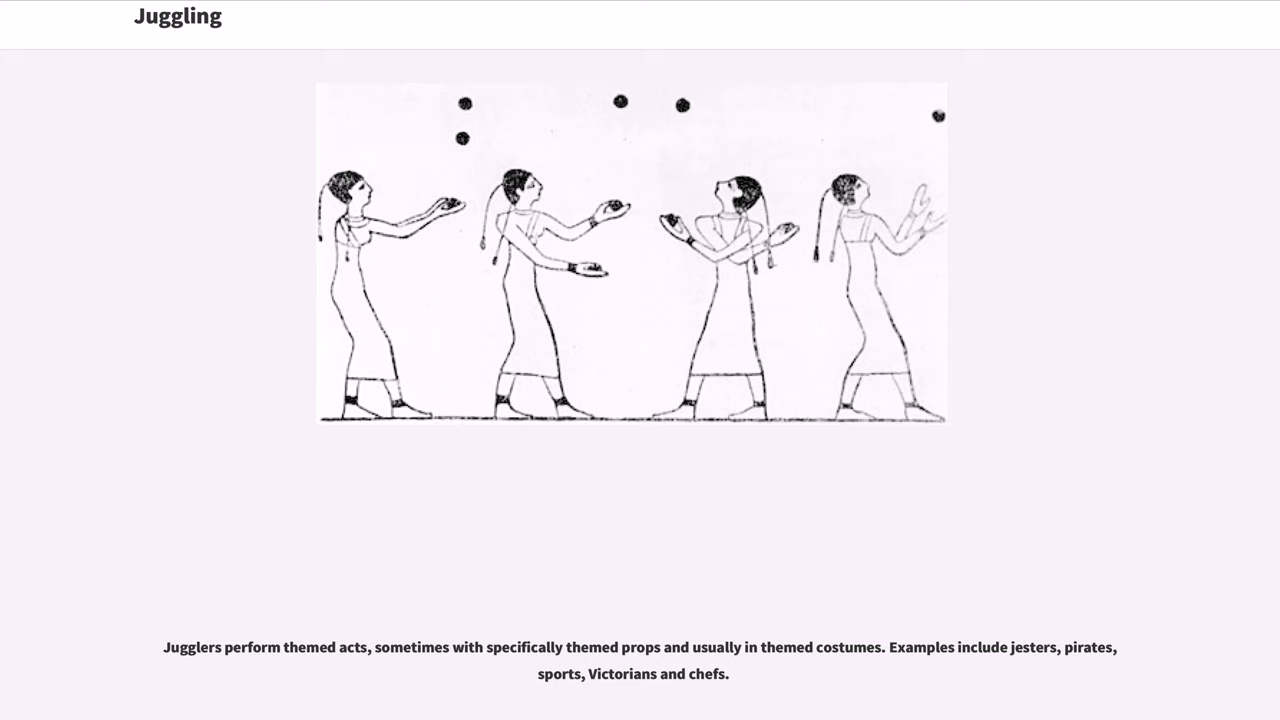 Juggling
Jugglers perform themed acts, sometimes with specifically themed props and usually in themed costumes. Examples include jesters, pirates,
sports, Victorians and chefs.